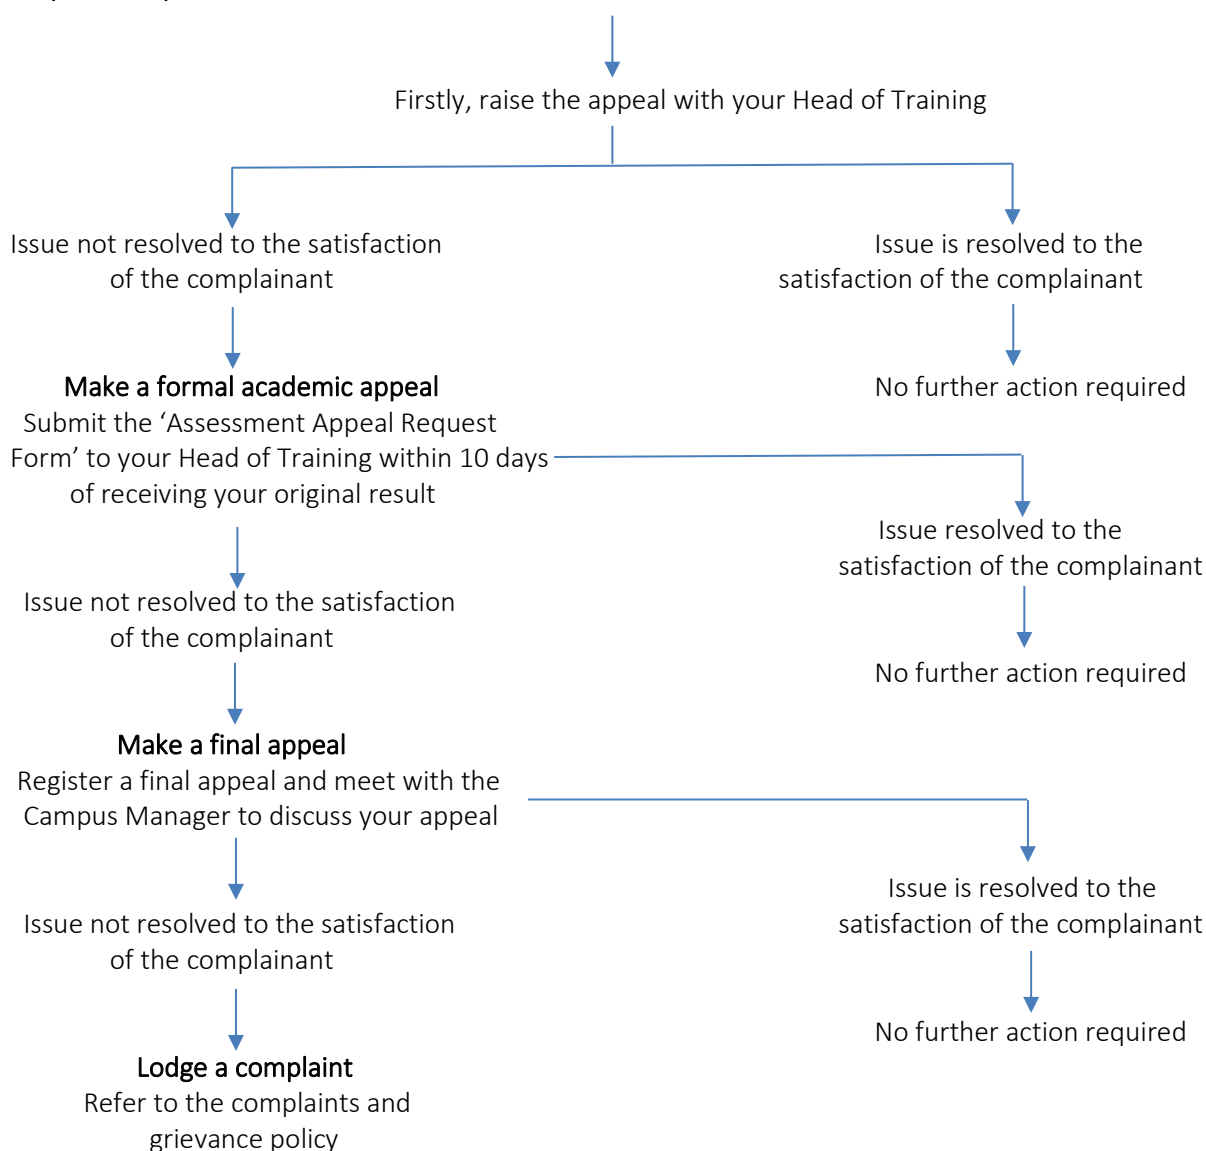 Firstly, raise the appeal with your Head of Training
Issue not resolved to the satisfaction
of the complainant
Issue is resolved to the
satisfaction of the complainant
Make a formal academic appeal
Submit the ‘Assessment Appeal Request
Form’ to your Head of Training within 10 days
of receiving your original result
No further action required
Issue resolved to the
satisfaction of the complainant
Issue not resolved to the satisfaction
of the complainant
No further action required
Make a final appeal
Register a final appeal and meet with the
Campus Manager to discuss your appeal
Issue is resolved to the
satisfaction of the complainant
Issue not resolved to the satisfaction
of the complainant
No further action required
Lodge a complaint
Refer to the complaints and
grievance policy